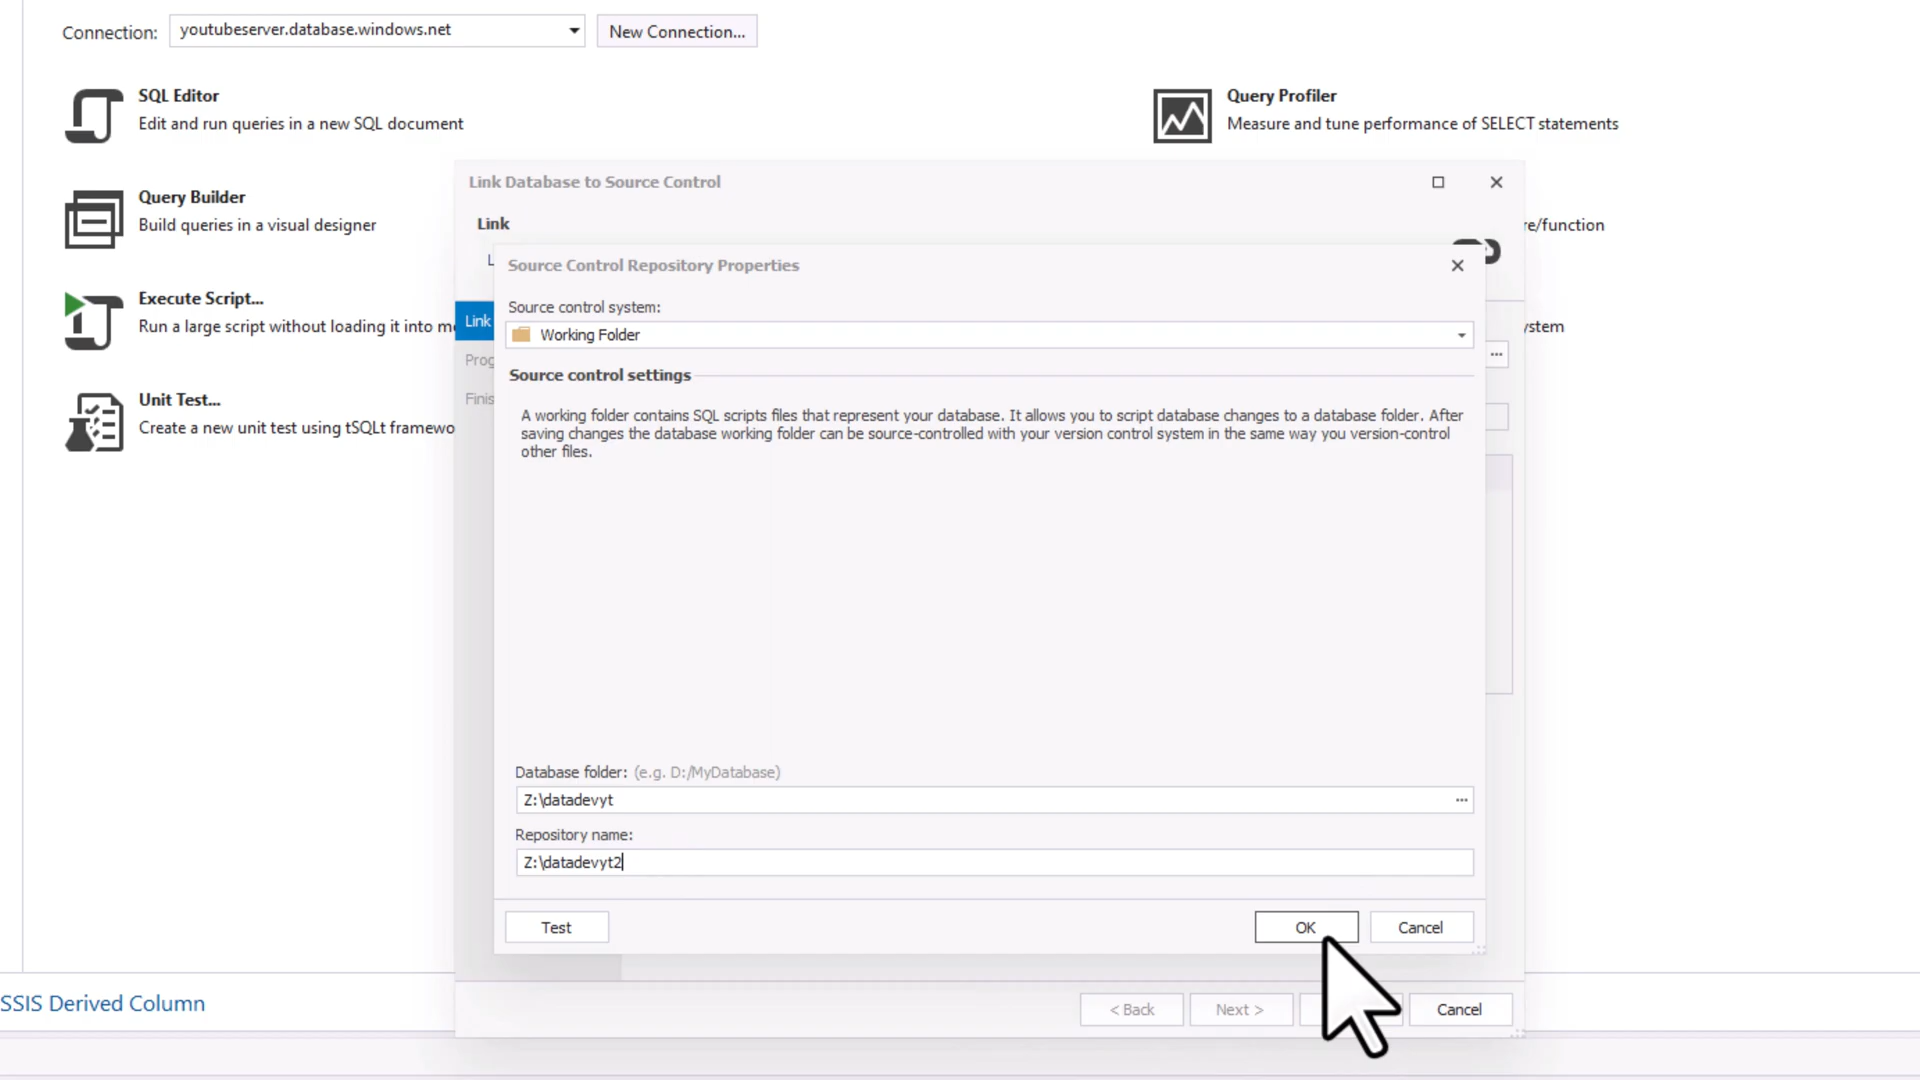 Connection:
youtubeserver.database.windows.net
New Connection...
SQL Editor
Edit and run queries in a new SQL document
Query Profiler
Measure and tune performance of SELECT statements
Link Database to Source Control
Query Builder
Build queries in a visual designer
Link
re/function
L
Source Control Repository Properties
Execute Script...
Run a large script without loading it into me
Source control system:
Link
Working Folder
ystem
Prog
Source control settings
Unit Test...
Create a new unit test using tSQLt framewo
Finis
A working folder contains SQL scripts files that represent your database. It allows you to script database changes to a database folder. After
saving changes the database working folder can be source-controlled with your version control system in the same way you version-control
other files.
Database folder: (e.g. D:/MyDatabase)
Z:\datadevyt
...
Repository name:
Z:\datadevyt2
Test
OK
Cancel
SSIS Derived Column
< Back
Next >
Cancel